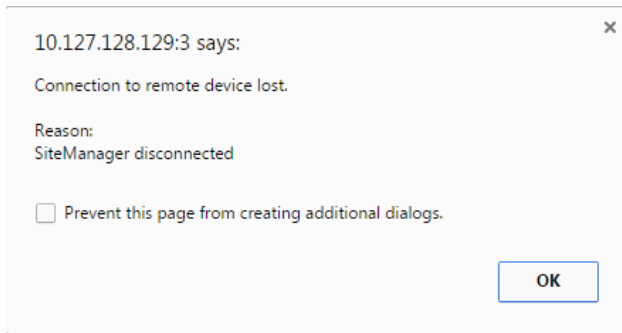 10.127.128.129:3 says:
Connection to remote device lost.
Reason:
SiteManager disconnected
Prevent this page from creating additional dialogs.
OK